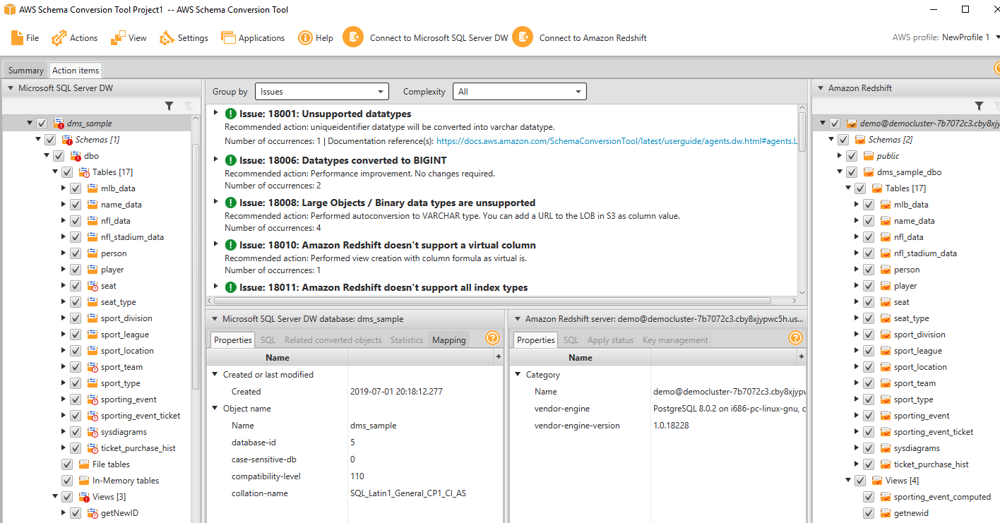 AWS Schema Conversion Tool Project1 -- AWS Schema Conversion Tool
File Actions View Settings Applications Help Connect to Microsoft SQL Server DW Connect to Amazon Redshift AWS profile: NewProfile 1
Summary Action items
Microsoft SQL Server DW
dms_sample
Schemas [1]
dbo
Tables [17]
mlb_data
name_data
nfl_data
nfl_stadium_data
person
player
seat
seat_type
sport_division
sport_league
sport_location
sport_team
sport_type
sporting_event
sporting_event_ticket
sysdiagrams
ticket_purchase_hist
File tables
In-Memory tables
Views [3]
getNewID
Group by Issues Complexity All
Issue: 18001: Unsupported datatypes
Recommended action: uniqueidentifier datatype will be converted into varchar datatype.
Number of occurrences: 1 | Documentation reference(s): https://docs.aws.amazon.com/SchemaConversionTool/latest/userguide/agents.dw.html#agents.I
Issue: 18006: Datatypes converted to BIGINT
Recommended action: Performance improvement. No changes required.
Number of occurrences: 2
Issue: 18008: Large Objects / Binary data types are unsupported
Recommended action: Performed autoconversion to VARCHAR type. You can add a URL to the LOB in S3 as column value.
Number of occurrences: 4
Issue: 18010: Amazon Redshift doesn't support a virtual column
Recommended action: Performed view creation with column formula as virtual is.
Number of occurrences: 1
Issue: 18011: Amazon Redshift doesn't support all index types
Microsoft SQL Server DW database: dms_sample
Properties SQL Related converted objects Statistics Mapping
Name
Created or last modified
Created 2019-07-01 20:18:12.277
Object name
Name dms_sample
database-id 5
case-sensitive-db 0
compatibility-level 110
collation-name SQL_Latin1_General_CP1_CI_AS
Amazon Redshift server: demo@democluster-7b7072c3.cby8xjypwc5h.us...
Properties SQL Apply status Key management
Name
Category
Name demo@democluster-7b7072c3.cby8xjypw
vendor-engine PostgreSQL 8.0.2 on i686-pc-linux-gnu, c
vendor-engine-version 1.0.18228
Amazon Redshift
demo@democluster-7b7072c3.cby8xjy
Schemas [2]
public
dms_sample_dbo
Tables [17]
mlb_data
name_data
nfl_data
nfl_stadium_data
person
player
seat
seat_type
sport_division
sport_league
sport_location
sport_team
sport_type
sporting_event
sporting_event_ticket
sysdiagrams
ticket_purchase_hist
Views [4]
sporting_event_computed
getnewid